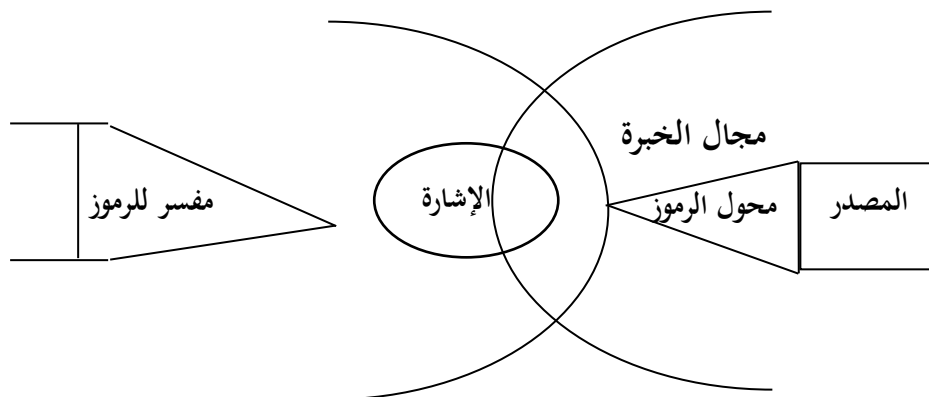 مجال الخبرة
المصدر
محول الرموز
الإشارة
مفسر للرموز